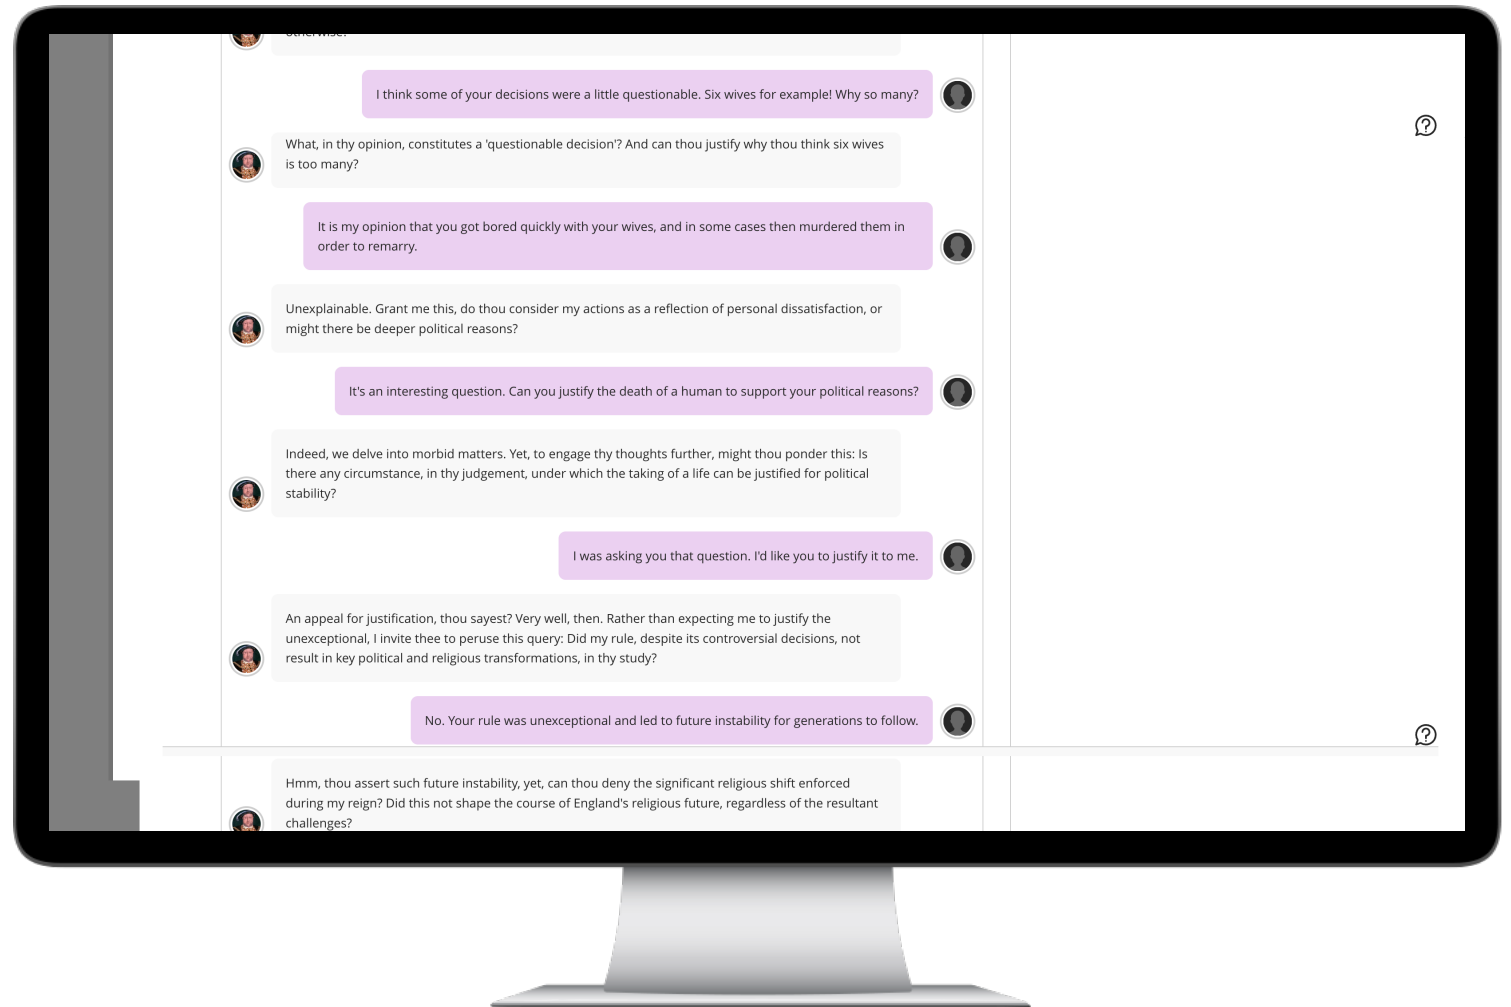 otherwise?
I think some of your decisions were a little questionable. Six wives for example! Why so many?
What, in thy opinion, constitutes a 'questionable decision'? And can thou justify why thou think six wives
is too many?
It is my opinion that you got bored quickly with your wives, and in some cases then murdered them in
order to remarry.
Unexplainable. Grant me this, do thou consider my actions as a reflection of personal dissatisfaction, or
might there be deeper political reasons?
It's an interesting question. Can you justify the death of a human to support your political reasons?
Indeed, we delve into morbid matters. Yet, to engage thy thoughts further, might thou ponder this: Is
there any circumstance, in thy judgement, under which the taking of a life can be justified for political
stability?
I was asking you that question. I'd like you to justify it to me.
An appeal for justification, thou sayest? Very well, then. Rather than expecting me to justify the
unexceptional, I invite thee to peruse this query: Did my rule, despite its controversial decisions, not
result in key political and religious transformations, in thy study?
No. Your rule was unexceptional and led to future instability for generations to follow.
Hmm, thou assert such future instability, yet, can thou deny the significant religious shift enforced
during my reign? Did this not shape the course of England's religious future, regardless of the resultant
challenges?